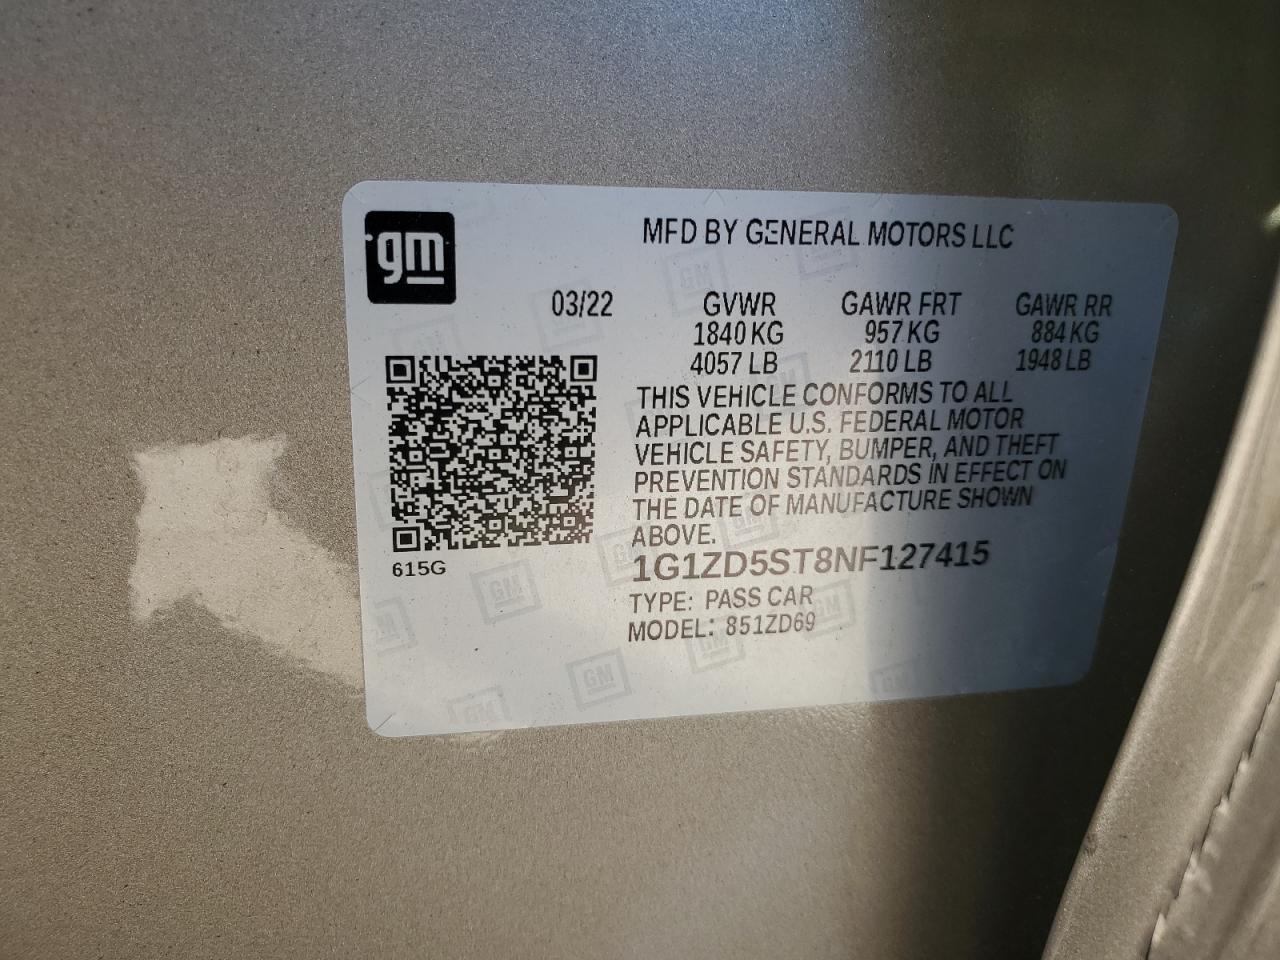 gm
MFD BY GENERAL MOTORS LLC
03/22 GVWR GAWR FRT GAWR RR
1840 KG 957 KG 884 KG
4057 LB 2110 LB 1948 LB
THIS VEHICLE CONFORMS TO ALL
APPLICABLE U.S. FEDERAL MOTOR
VEHICLE SAFETY, BUMPER, AND THEFT
PREVENTION STANDARDS IN EFFECT ON
THE DATE OF MANUFACTURE SHOWN
ABOVE.
615G
1G1ZD5ST8NF127415
TYPE: PASS CAR
MODEL: 851ZD69